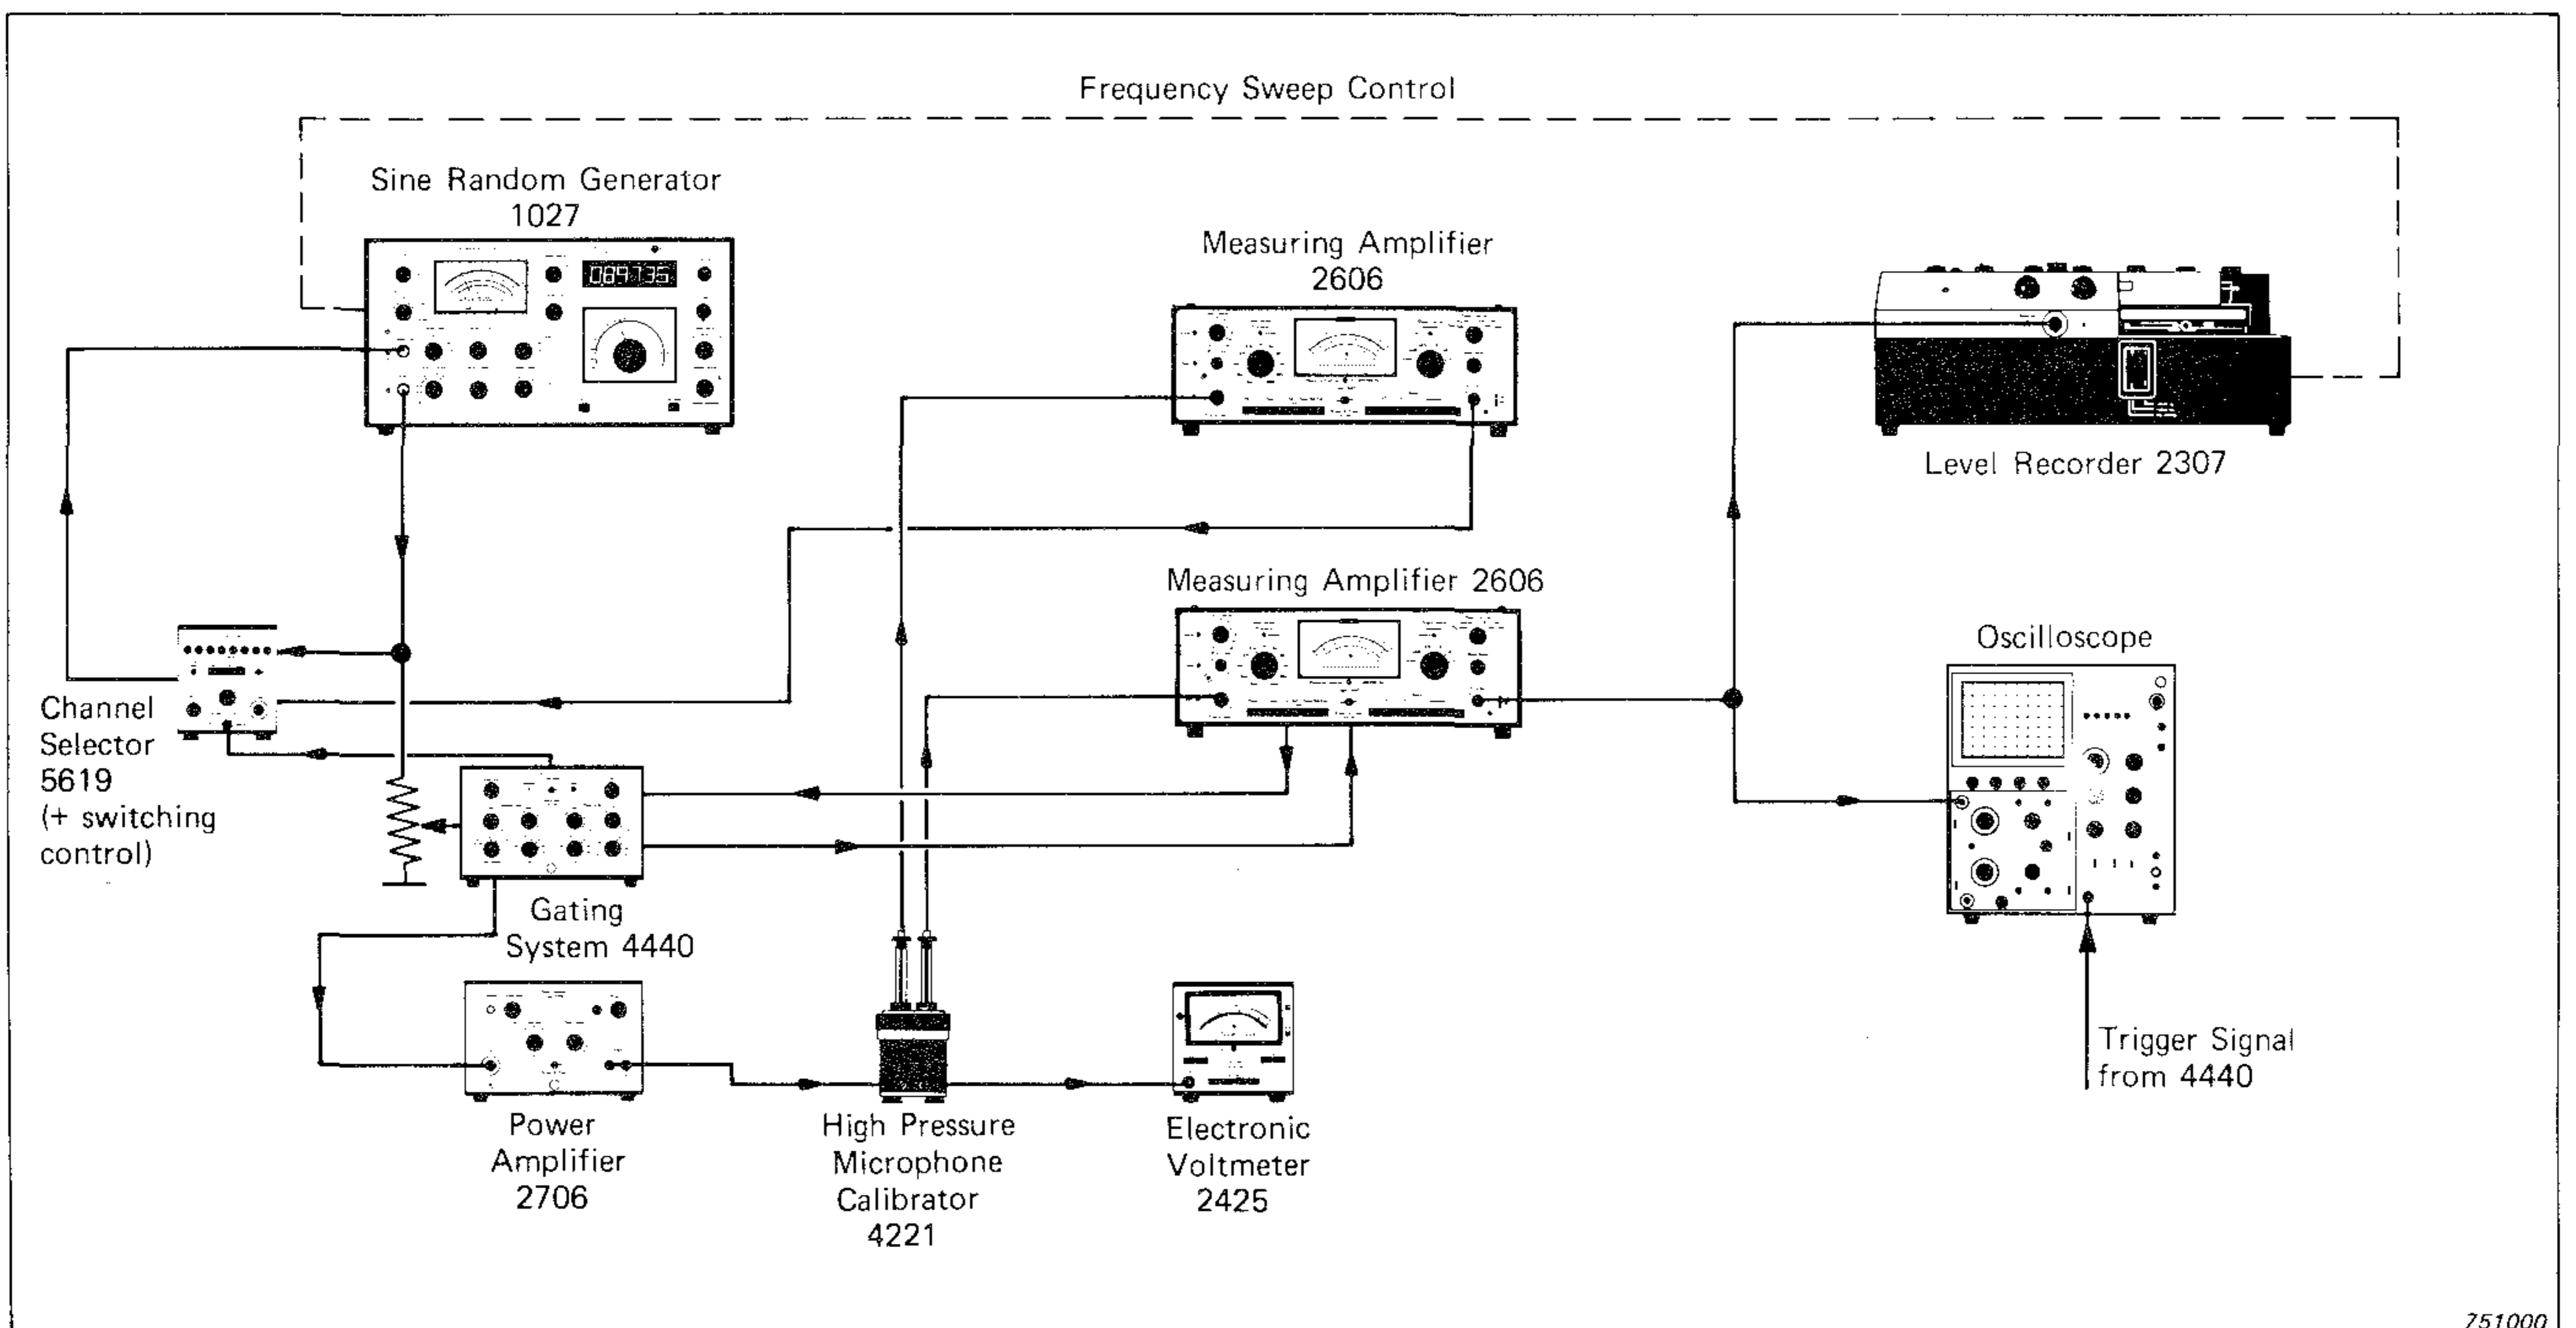 Frequency Sweep Control
Sine Random Generator
1027
084735
Measuring Amplifier
2606
Level Recorder 2307
Measuring Amplifier 2606
Oscilloscope
Channel
Selector
5619
(+ switching
control)
Gating
System 4440
Trigger Signal
from 4440
Power
Amplifier
2706
High Pressure
Microphone
Calibrator
4221
Electronic
Voltmeter
2425
751000